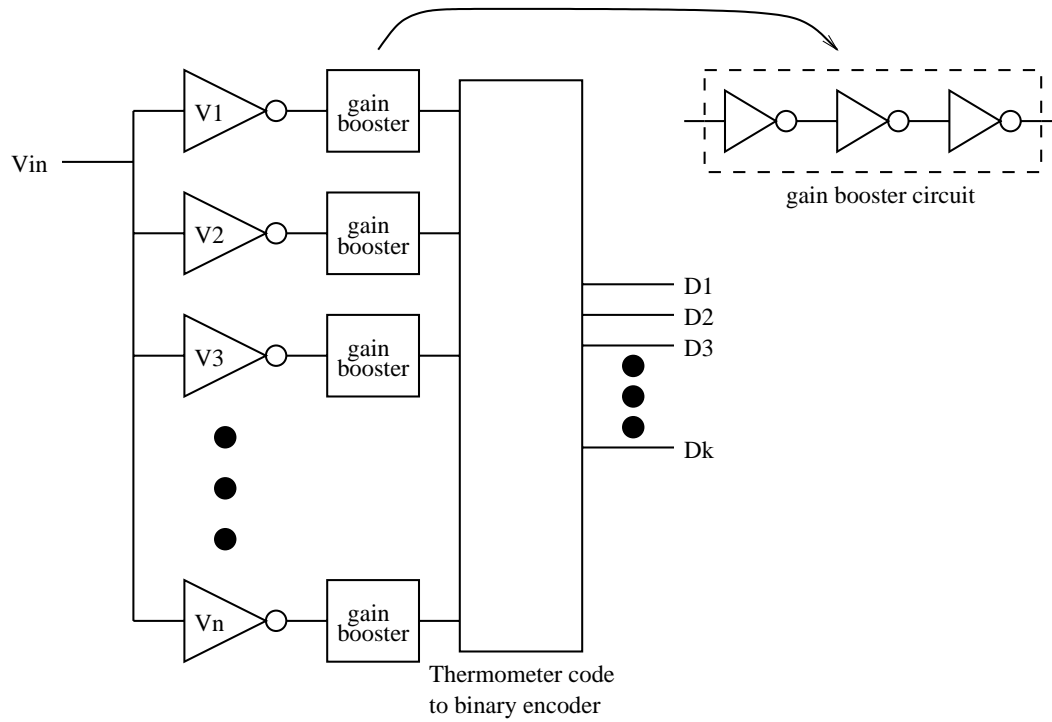 V1
gain
booster
Vin
gain booster circuit
V2
gain
booster
D1
D2
D3
V3
gain
booster
Dk
Vn
gain
booster
Thermometer code
to binary encoder